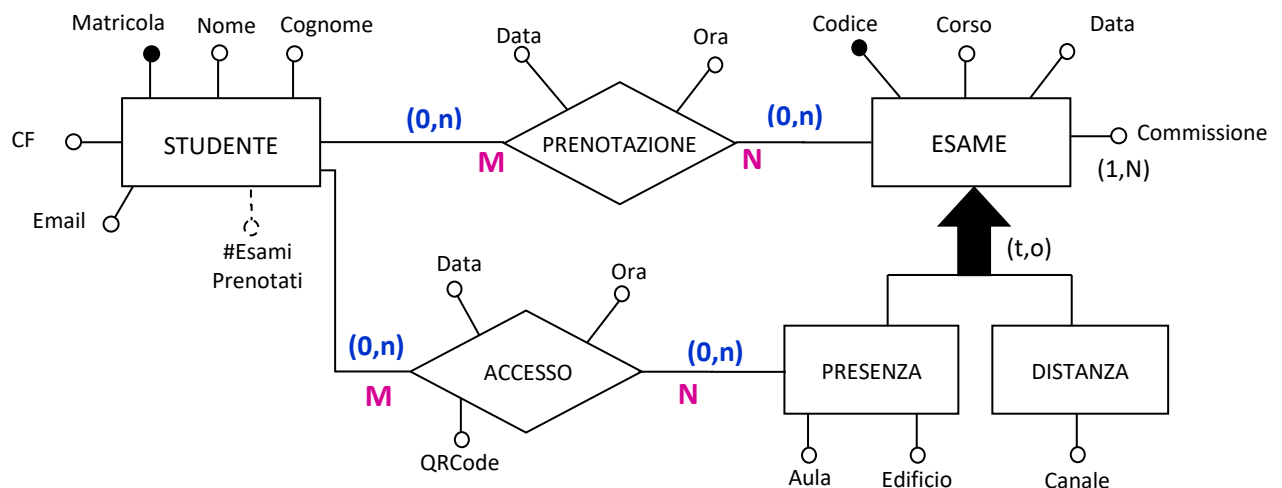 Matricola
Nome
Cognome
Data
Ora
Codice
Corso
Data
CF
STUDENTE
(0,n)
M
PRENOTAZIONE
(0,n)
N
ESAME
Commissione
(1,N)
Email
#Esami
Prenotati
(t,o)
Data
Ora
(0,n)
M
ACCESSO
(0,n)
N
PRESENZA
DISTANZA
QRCode
Aula
Edificio
Canale